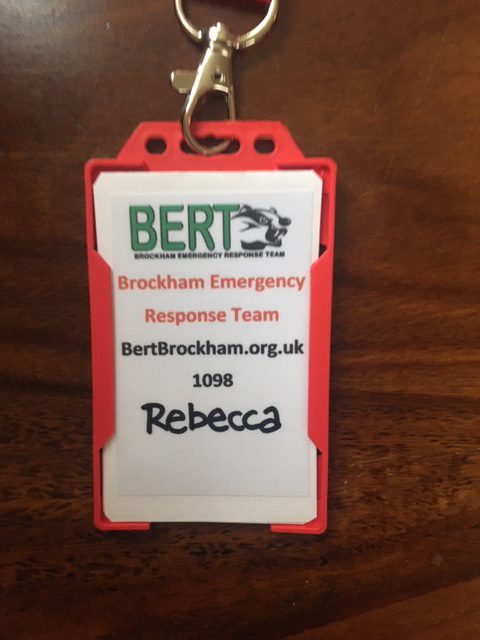 BERT
BROCKHAM EMERGENCY RESPONSE TEAM
Brockham Emergency
Response Team
BertBrockham.org.uk
1098
Rebecca